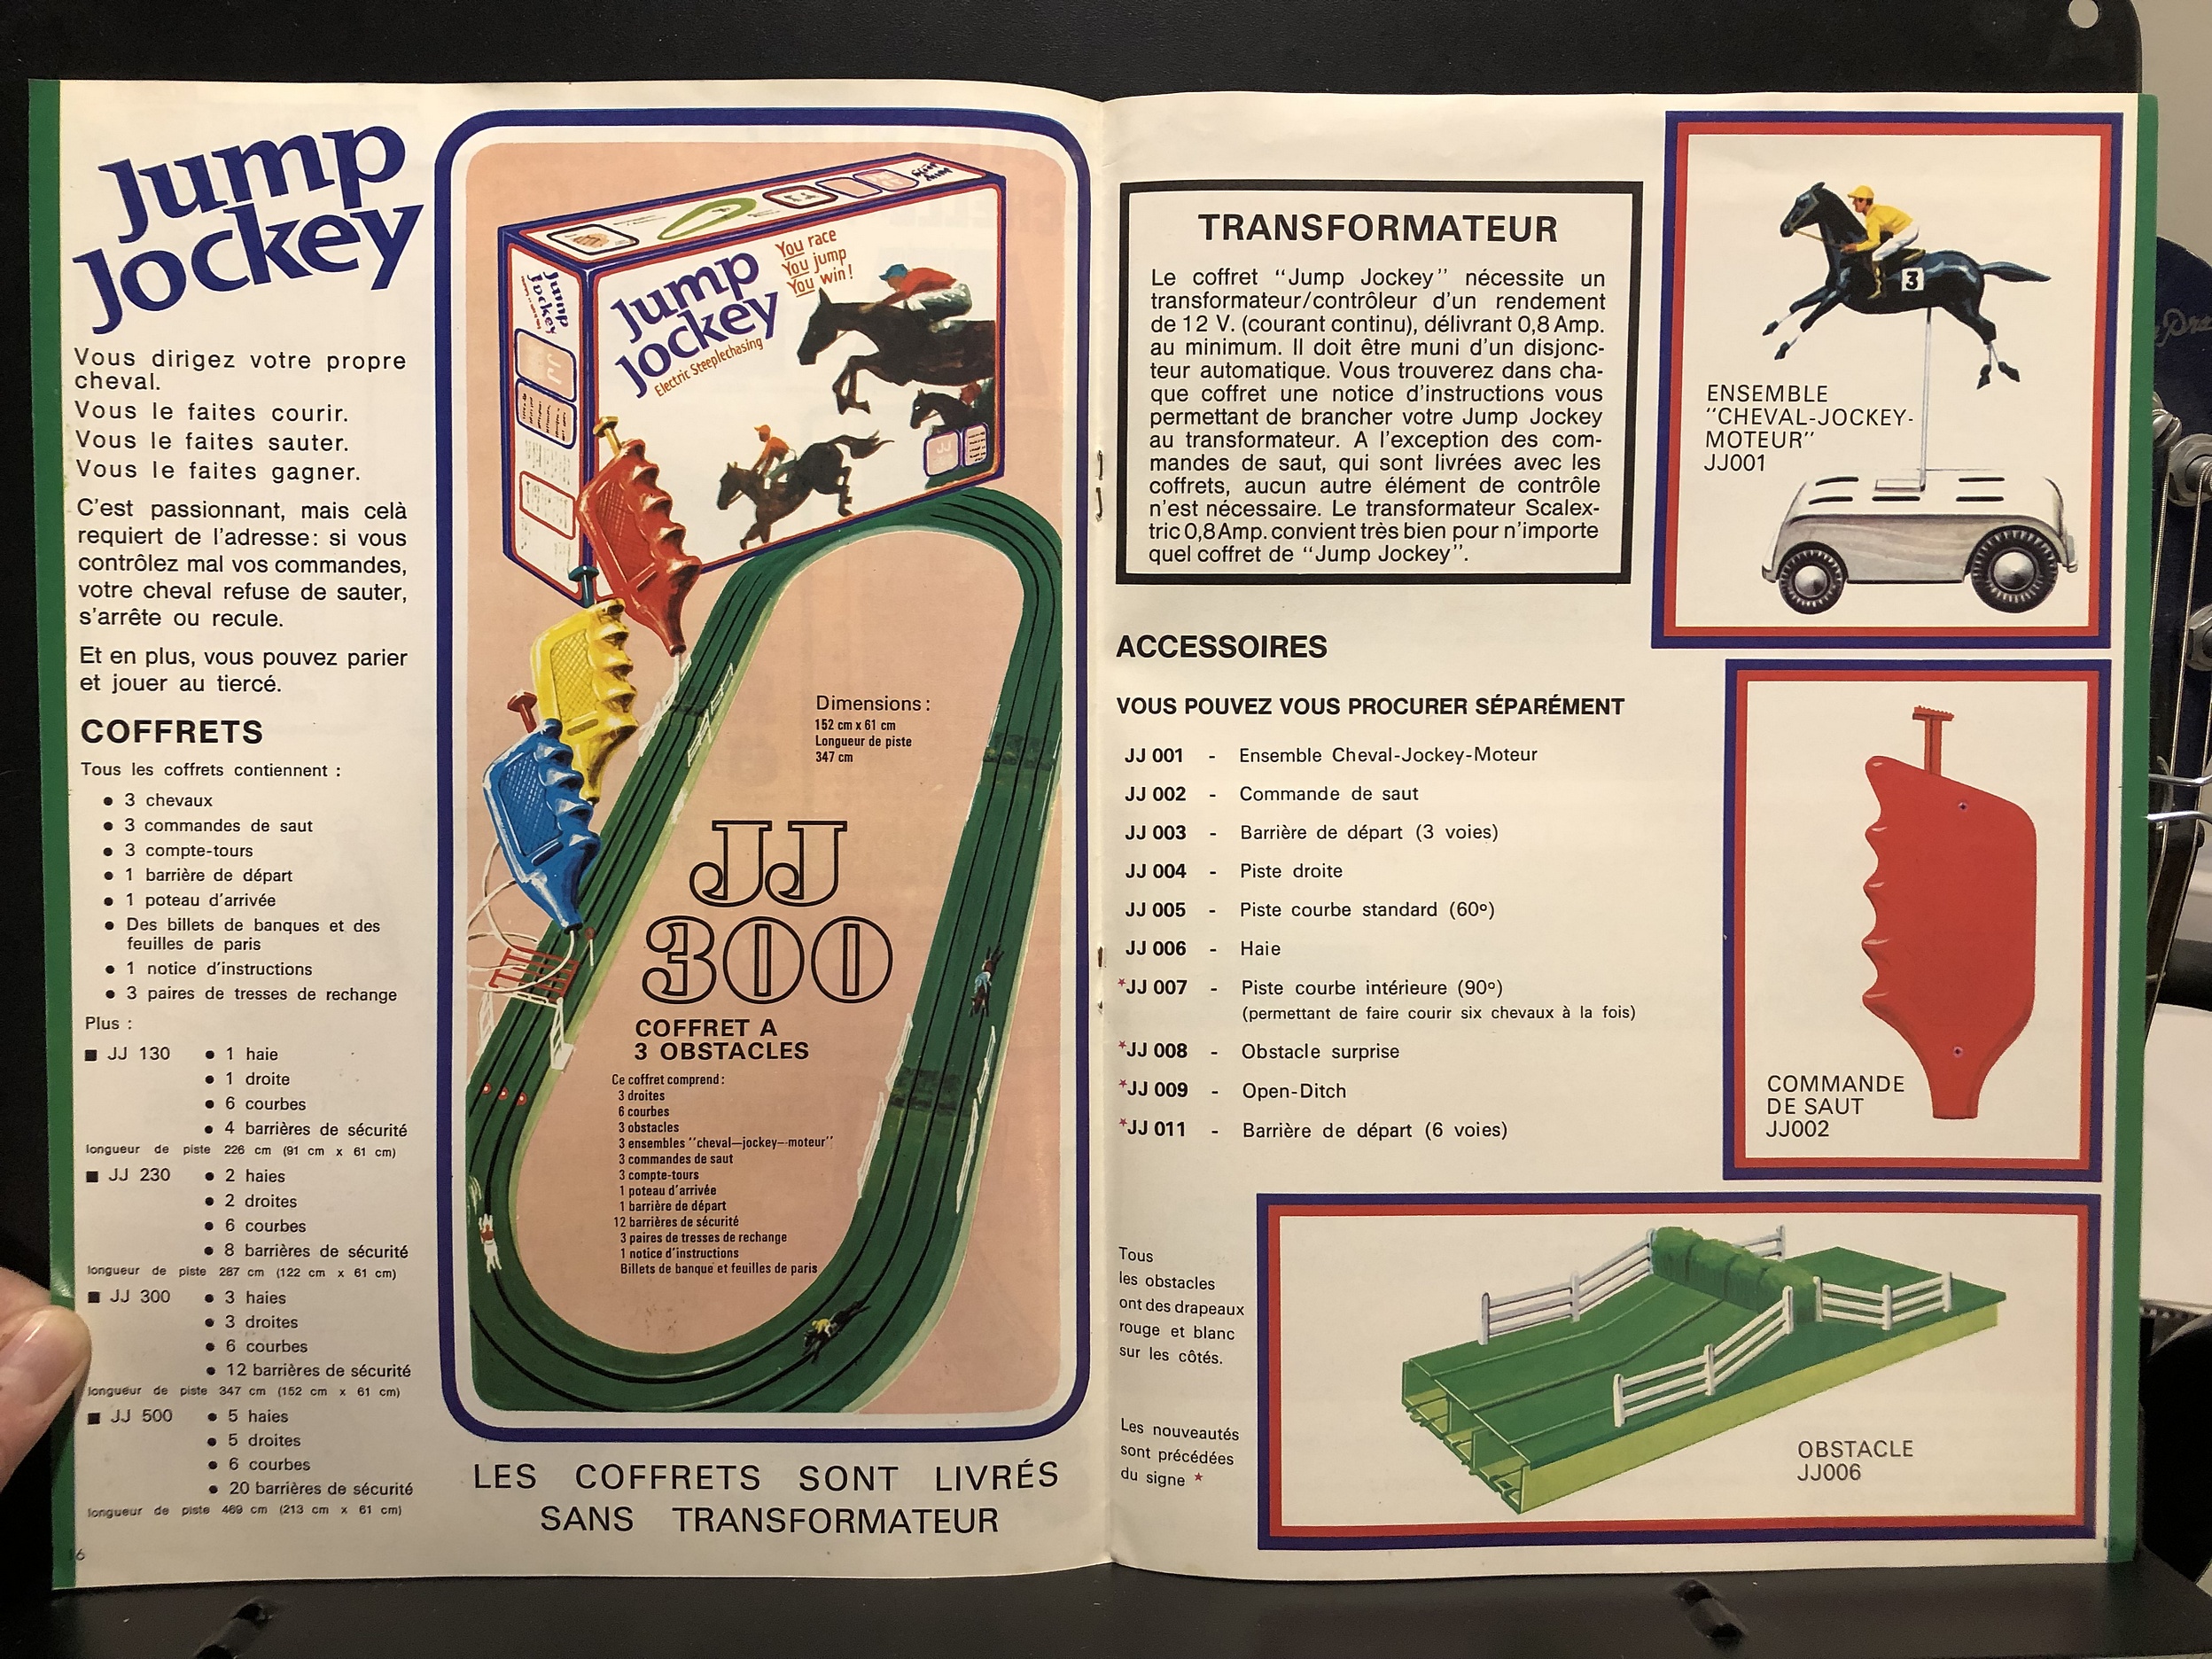 Jump
Jockey
Vous dirigez votre propre
cheval.
Vous le faites courir.
Vous le faites sauter.
Vous le faites gagner.
C'est passionnant, mais celà
requiert de l'adresse: si vous
contrôlez mal vos commandes,
votre cheval refuse de sauter,
s'arrête ou recule.
Et en plus, vous pouvez parier
et jouer au tiercé.
COFFRETS
Tous les coffrets contiennent :
• 3 chevaux
• 3 commandes de saut
• 3 compte-tours
• 1 barrière de départ
• 1 poteau d'arrivée
• Des billets de banques et des
feuilles de paris
• 1 notice d'instructions
• 3 paires de tresses de rechange
Plus :
■ JJ 130 • 1 haie
• 1 droite
• 6 courbes
• 4 barrières de sécurité
longueur de piste 226 cm (91 cm x 61 cm)
■ JJ 230 • 2 haies
• 2 droites
• 6 courbes
• 8 barrières de sécurité
longueur de piste 287 cm (122 cm x 61 cm)
■ JJ 300 • 3 haies
• 3 droites
• 6 courbes
• 12 barrières de sécurité
longueur de piste 347 cm (152 cm x 61 cm)
■ JJ 500 • 5 haies
• 5 droites
• 6 courbes
• 20 barrières de sécurité
longueur de piste 469 cm (213 cm x 61 cm)
Jump
Jockey
Electric Steeplechasing
You race
You jump
You win!
Jump
Jockey
Dimensions :
152 cm x 61 cm
Longueur de piste
347 cm
JJ
300
COFFRET A
3 OBSTACLES
Ce coffret comprend :
3 droites
6 courbes
3 obstacles
3 ensembles "cheval-jockey-moteur"
3 commandes de saut
3 compte-tours
1 poteau d'arrivée
1 barrière de départ
12 barrières de sécurité
3 paires de tresses de rechange
1 notice d'instructions
Billets de banque et feuilles de paris
LES COFFRETS SONT LIVRÉS
SANS TRANSFORMATEUR
TRANSFORMATEUR
Le coffret "Jump Jockey" nécessite un
transformateur/contrôleur d'un rendement
de 12 V. (courant continu), délivrant 0,8 Amp.
au minimum. Il doit être muni d'un disjonc-
teur automatique. Vous trouverez dans cha-
que coffret une notice d'instructions vous
permettant de brancher votre Jump Jockey
au transformateur. A l'exception des com-
mandes de saut, qui sont livrées avec les
coffrets, aucun autre élément de contrôle
n'est nécessaire. Le transformateur Scalex-
tric 0,8 Amp. convient très bien pour n'importe
quel coffret de "Jump Jockey".
3
ENSEMBLE
"CHEVAL-JOCKEY-
MOTEUR"
JJ001
ACCESSOIRES
VOUS POUVEZ VOUS PROCURER SÉPARÉMENT
JJ 001 - Ensemble Cheval-Jockey-Moteur
JJ 002 - Commande de saut
JJ 003 - Barrière de départ (3 voies)
JJ 004 - Piste droite
JJ 005 - Piste courbe standard (60º)
JJ 006 - Haie
*JJ 007 - Piste courbe intérieure (90º)
(permettant de faire courir six chevaux à la fois)
*JJ 008 - Obstacle surprise
*JJ 009 - Open-Ditch
*JJ 011 - Barrière de départ (6 voies)
COMMANDE
DE SAUT
JJ002
Tous
les obstacles
ont des drapeaux
rouge et blanc
sur les côtés.
Les nouveautés
sont précédées
du signe *
OBSTACLE
JJ006